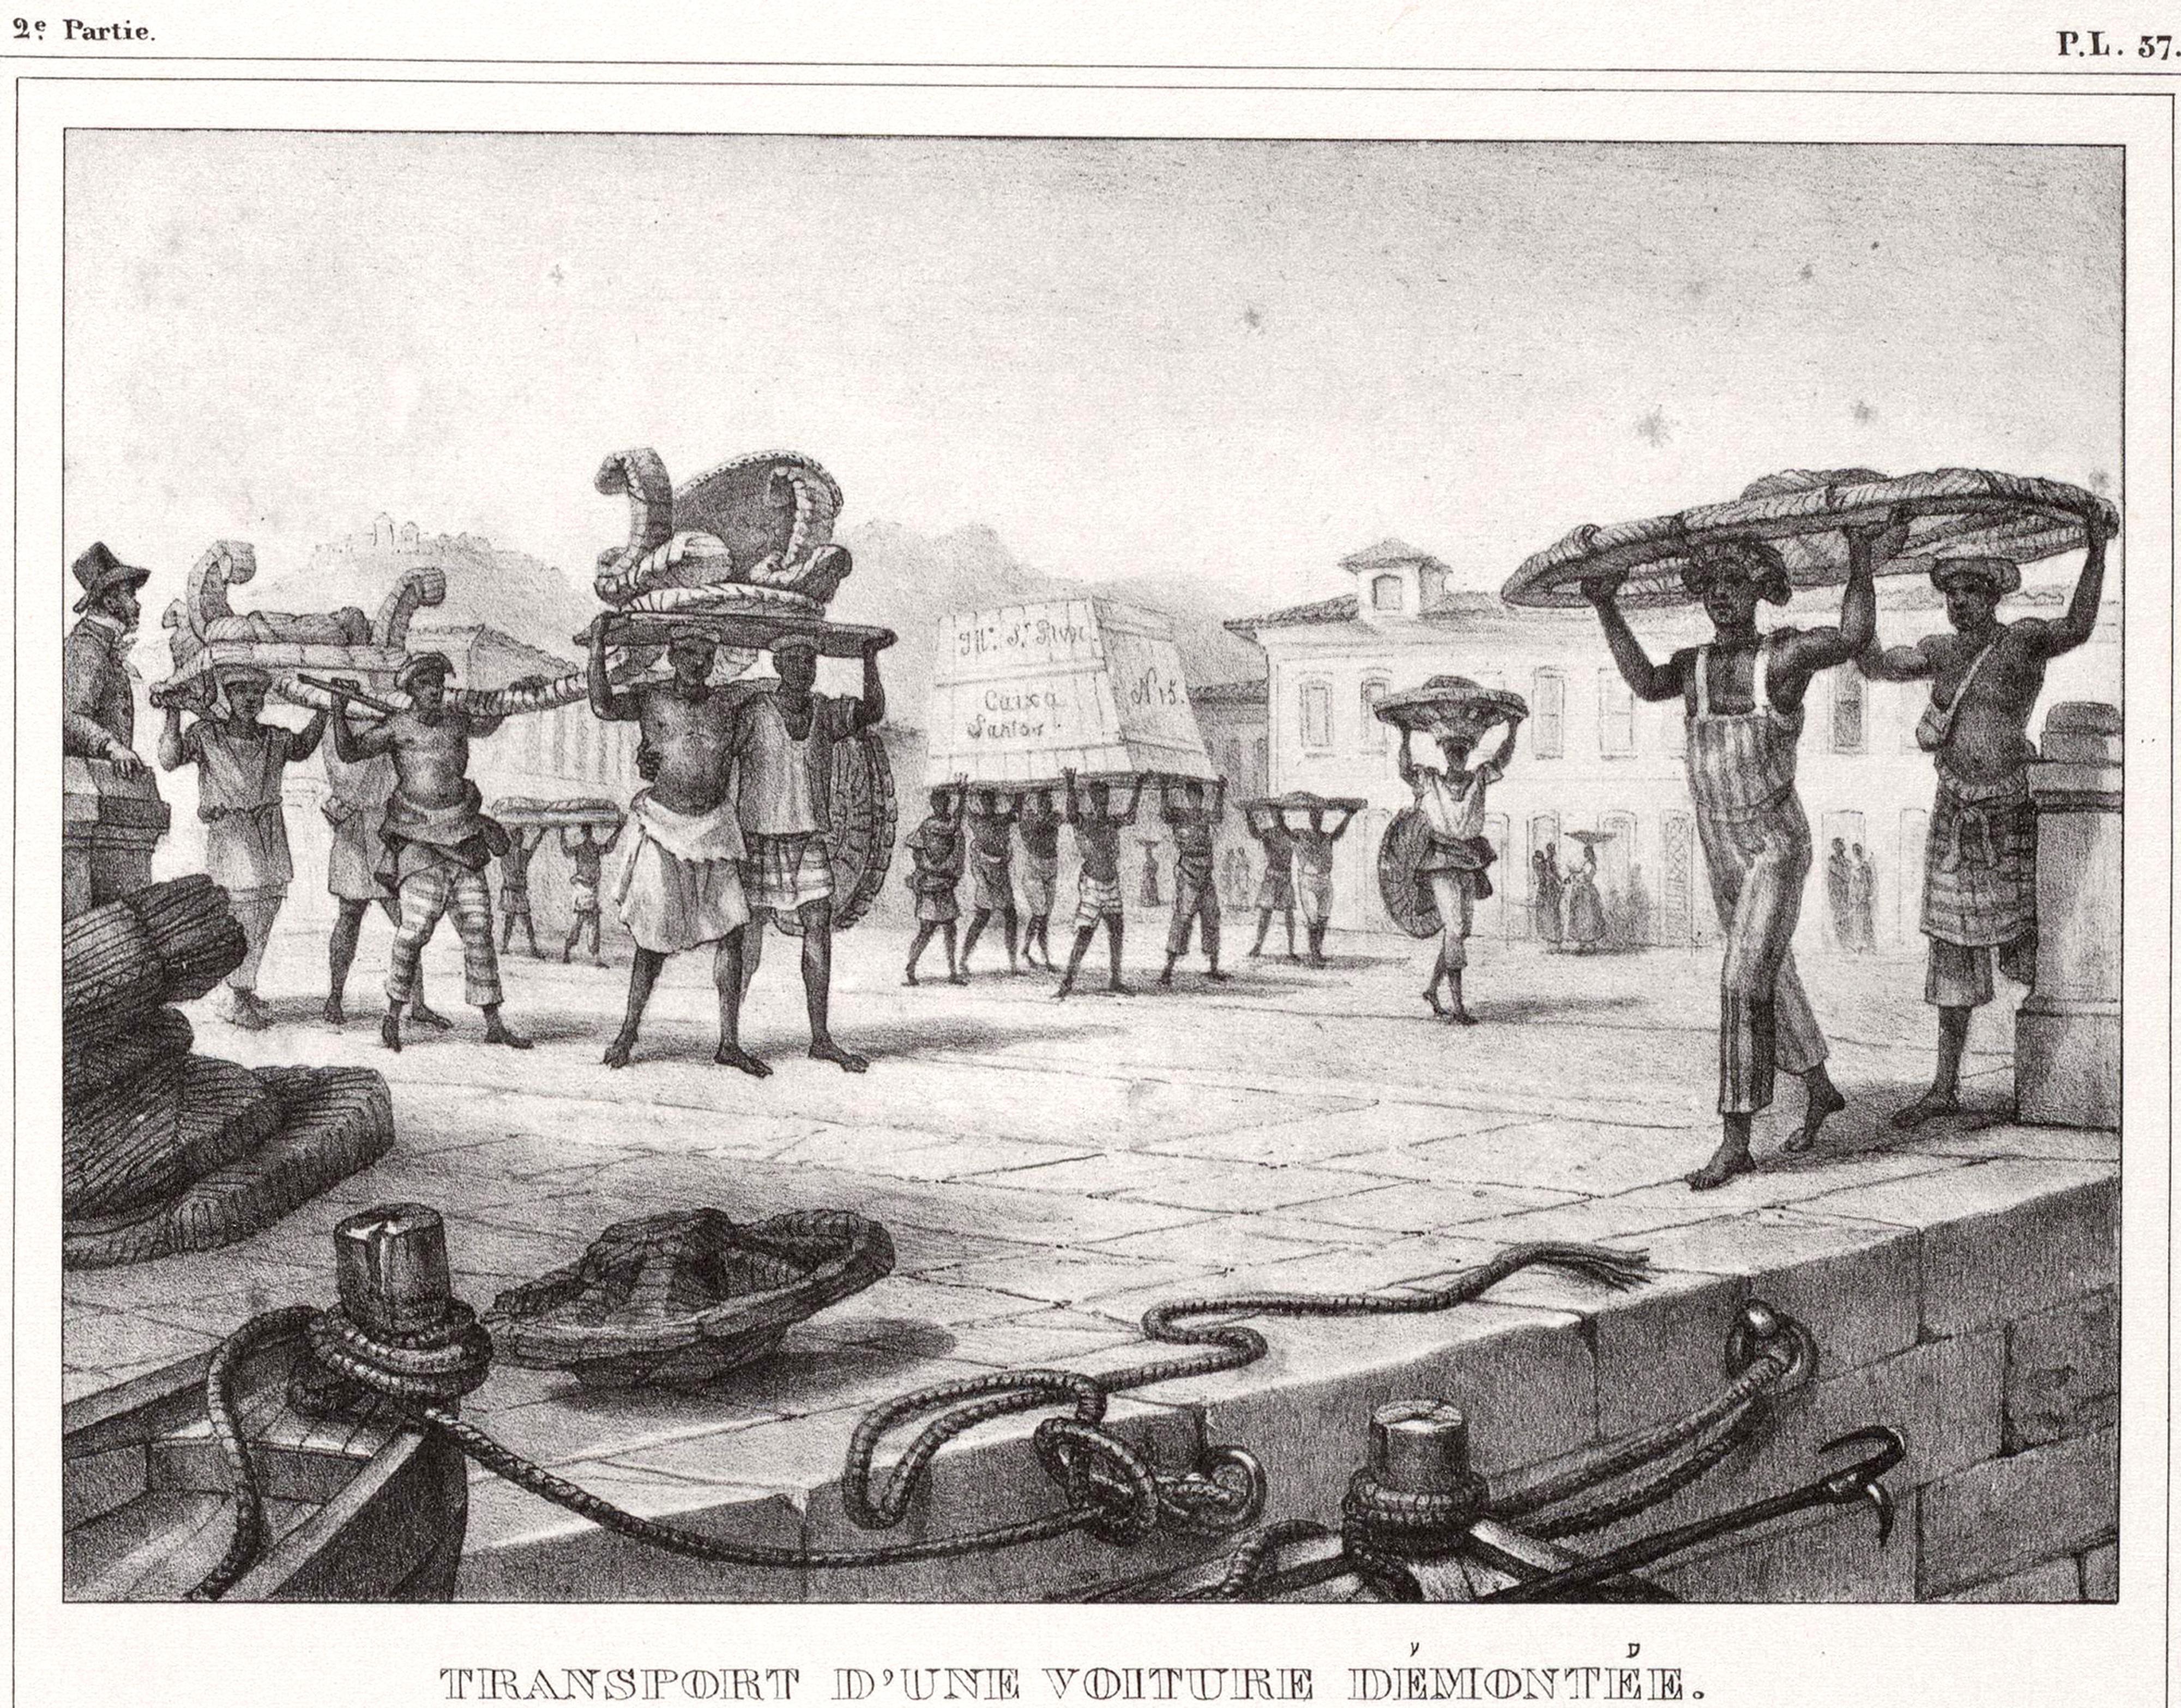 2e. Partie.
P.L. 37.
Caixa
Santos.
N 15.
TRANSPORT D'UNE VOITURE DÉMONTÉE.